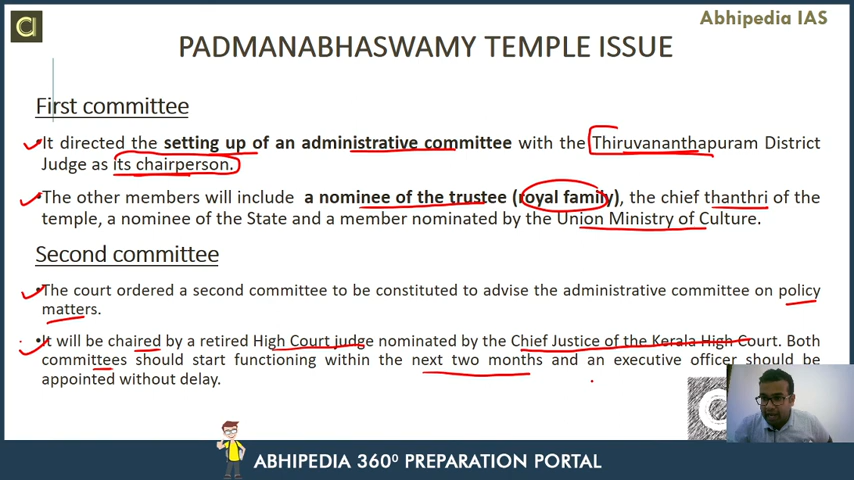 Abhipedia IAS
PADMANABHASWAMY TEMPLE ISSUE
First committee
•It directed the setting up of an administrative committee with the Thiruvananthapuram District
Judge as its chairperson.
•The other members will include a nominee of the trustee (royal family), the chief thanthri of the
temple, a nominee of the State and a member nominated by the Union Ministry of Culture.
Second committee
•The court ordered a second committee to be constituted to advise the administrative committee on policy
matters.
•It will be chaired by a retired High Court judge nominated by the Chief Justice of the Kerala High Court. Both
committees should start functioning within the next two months and an executive officer should be
appointed without delay.
ABHIPEDIA 360⁰ PREPARATION PORTAL